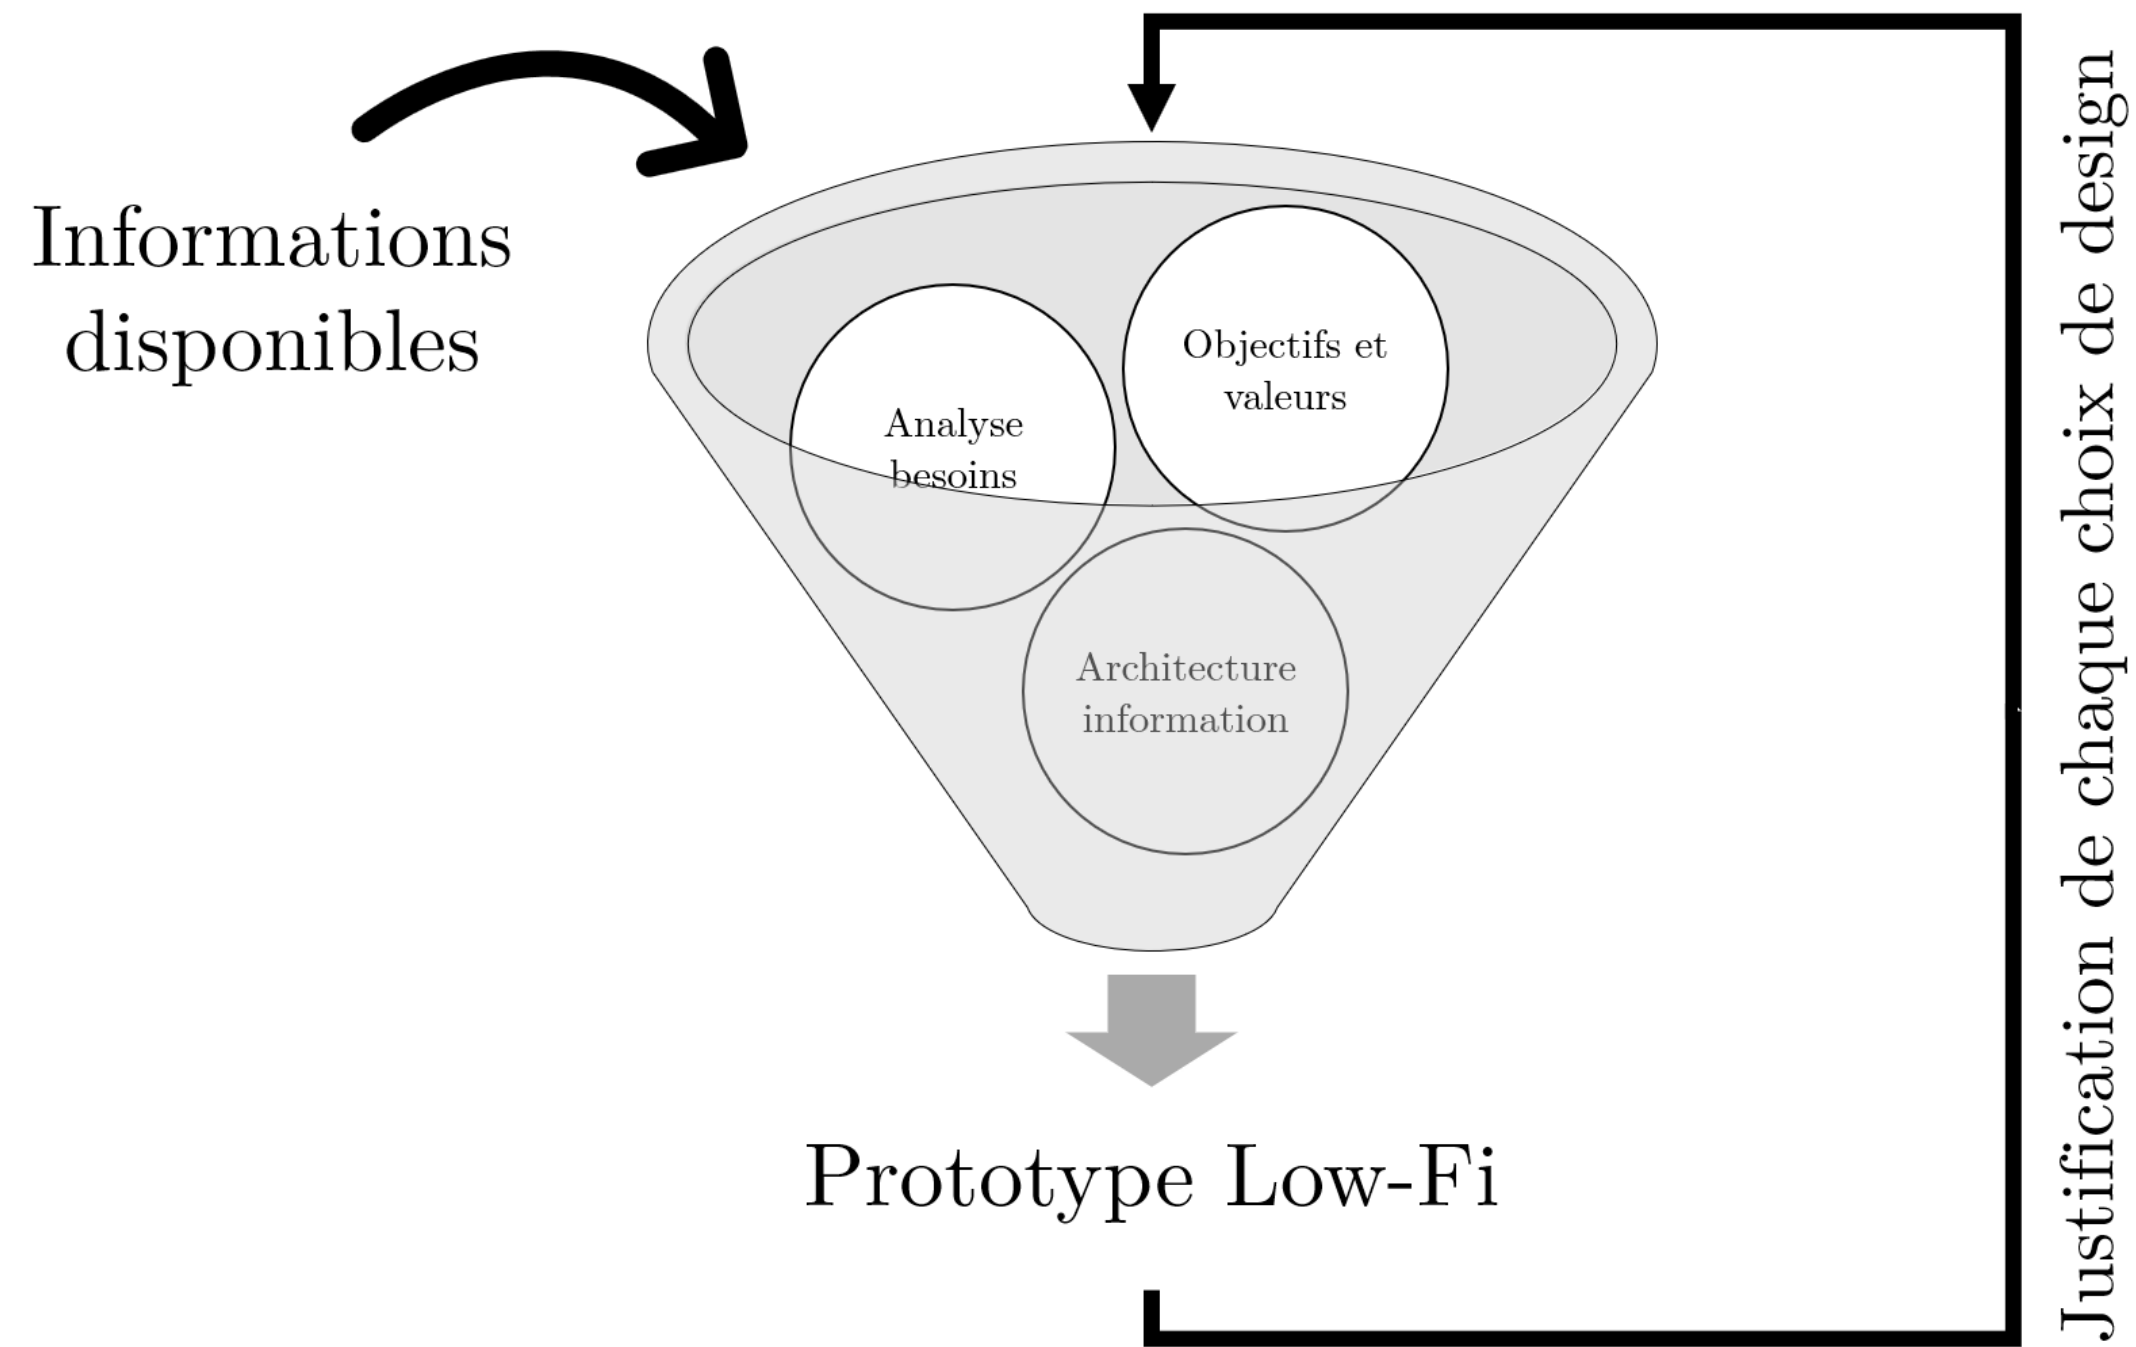 Informations
disponibles
Objectifs et
valeurs
Analyse
besoins
Architecture
information
Prototype Low-Fi
Justification de chaque choix de design